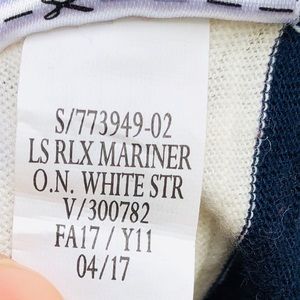 S/773949-02
LS RLX MARINER
O.N. WHITE STR
V/300782
FA17 / Y11
04/17